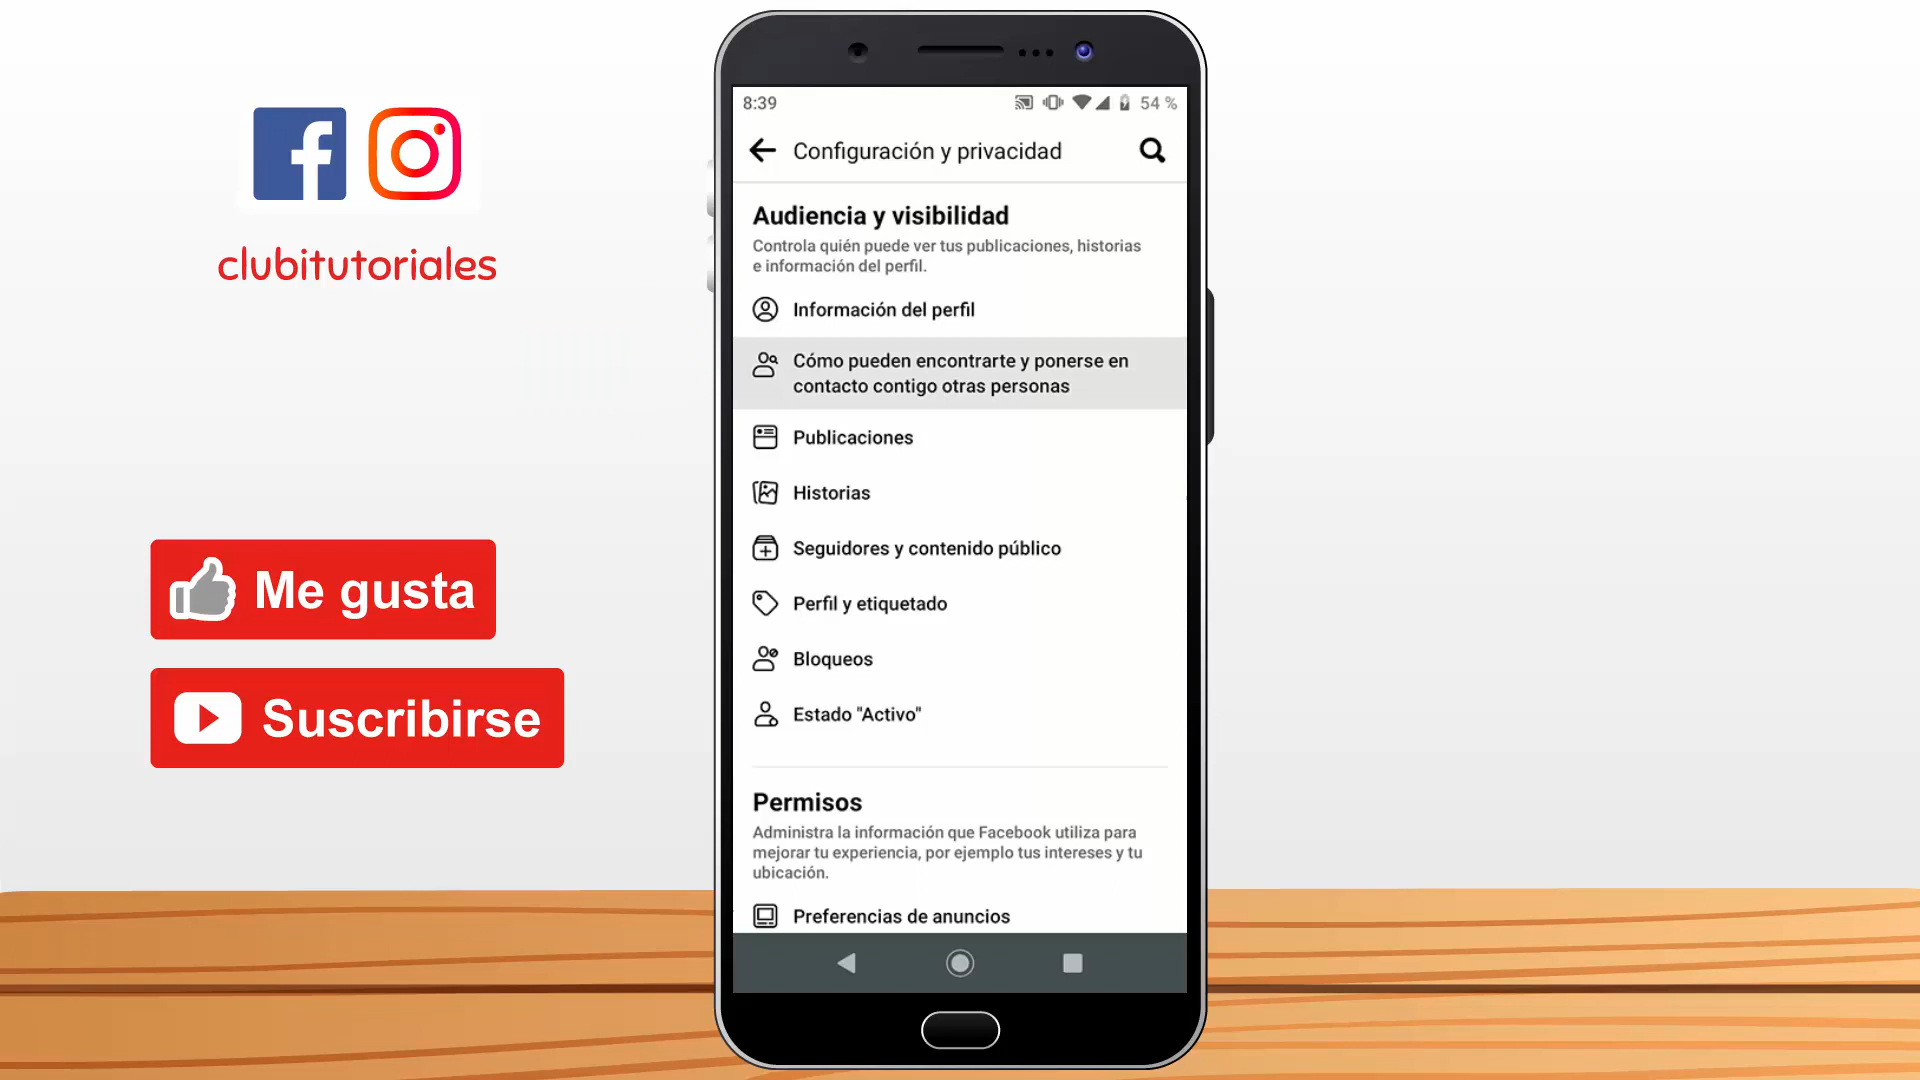 clubitutoriales
Me gusta
Suscribirse
8:39
54 %
Configuración y privacidad
Audiencia y visibilidad
Controla quién puede ver tus publicaciones, historias
e información del perfil.
Información del perfil
Cómo pueden encontrarte y ponerse en
contacto contigo otras personas
Publicaciones
Historias
Seguidores y contenido público
Perfil y etiquetado
Bloqueos
Estado "Activo"
Permisos
Administra la información que Facebook utiliza para
mejorar tu experiencia, por ejemplo tus intereses y tu
ubicación.
Preferencias de anuncios